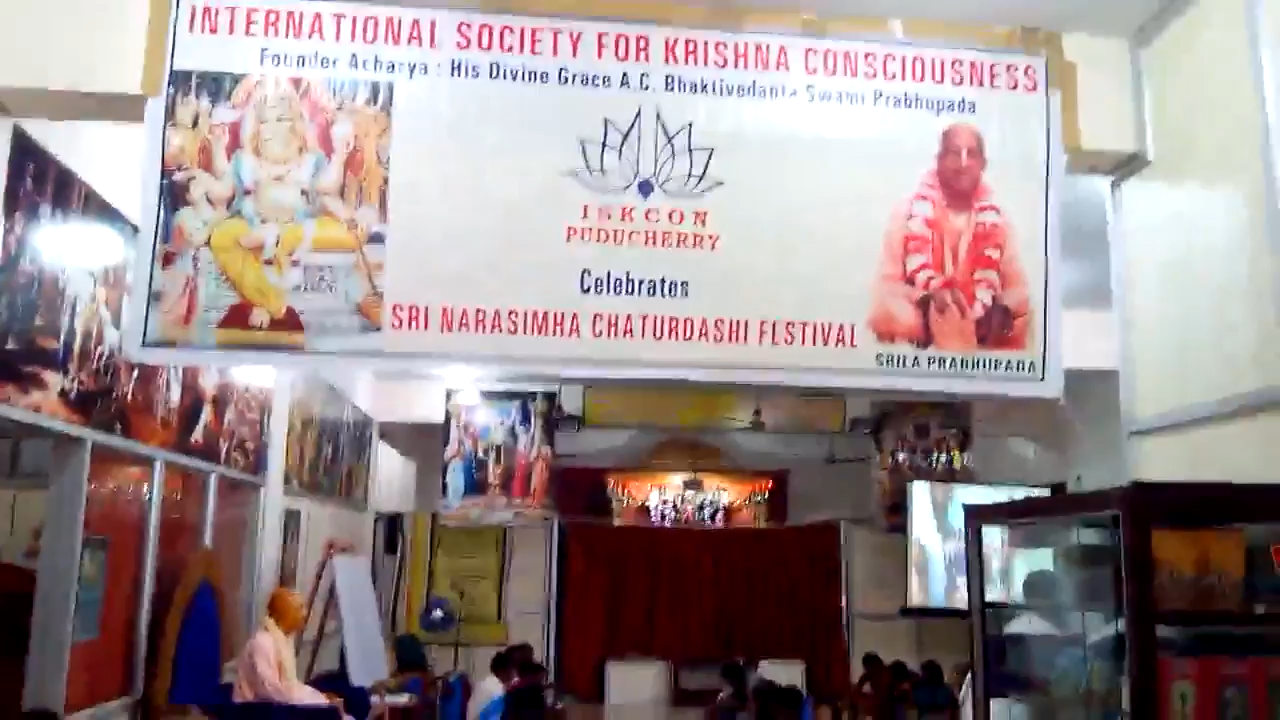 INTERNATIONAL SOCIETY FOR KRISHNA CONSCIOUSNESS
Founder Acharya : His Divine Grace A.C. Bhaktivedanta Swami Prabhupada
ISKCON
PUDUCHERRY
Celebrates
SRI NARASIMHA CHATURDASHI FESTIVAL
SRILA PRABHUPADA